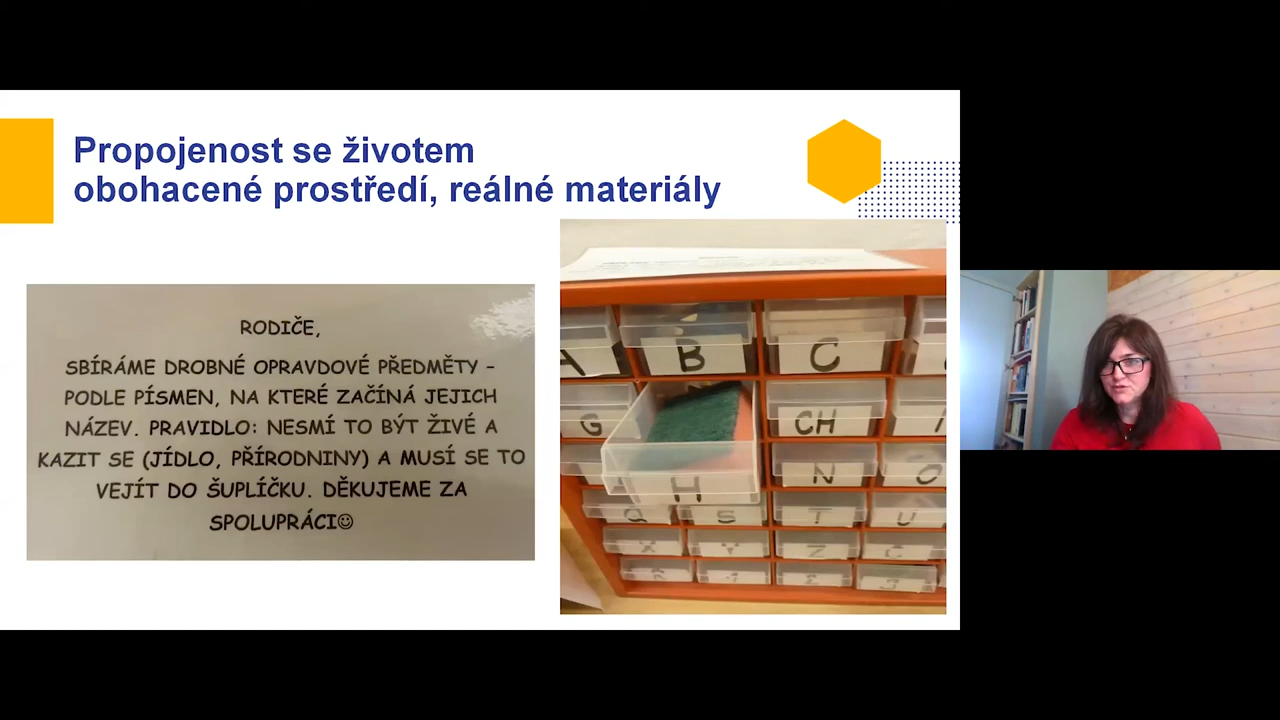 Propojenost se životem
obohacené prostředí, reálné materiály
RODIČE,
SBÍRÁME DROBNÉ OPRAVDOVÉ PŘEDMĚTY –
PODLE PÍSMEN, NA KTERÉ ZAČÍNÁ JEJICH
NÁZEV. PRAVIDLO: NESMÍ TO BÝT ŽIVÉ A
KAZIT SE (JÍDLO, PŘÍRODNINY) A MUSÍ SE TO
VEJÍT DO ŠUPLÍČKU. DĚKUJEME ZA
SPOLUPRÁCI☺
A B C
G H CH I
N O
Q S T U
X Y Z